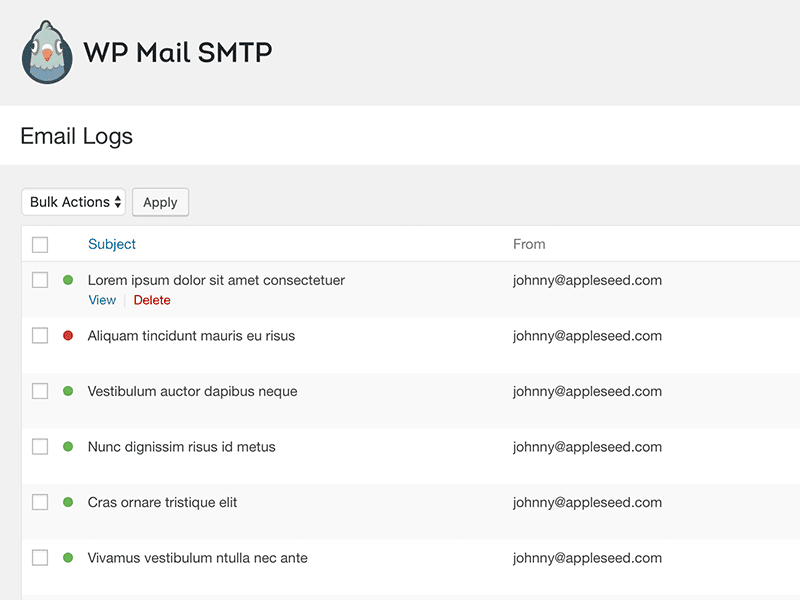 WP Mail SMTP
Email Logs
Bulk Actions Apply
Subject From
Lorem ipsum dolor sit amet consectetuer johnny@appleseed.com
View Delete
Aliquam tincidunt mauris eu risus johnny@appleseed.com
Vestibulum auctor dapibus neque johnny@appleseed.com
Nunc dignissim risus id metus johnny@appleseed.com
Cras ornare tristique elit johnny@appleseed.com
Vivamus vestibulum ntulla nec ante johnny@appleseed.com